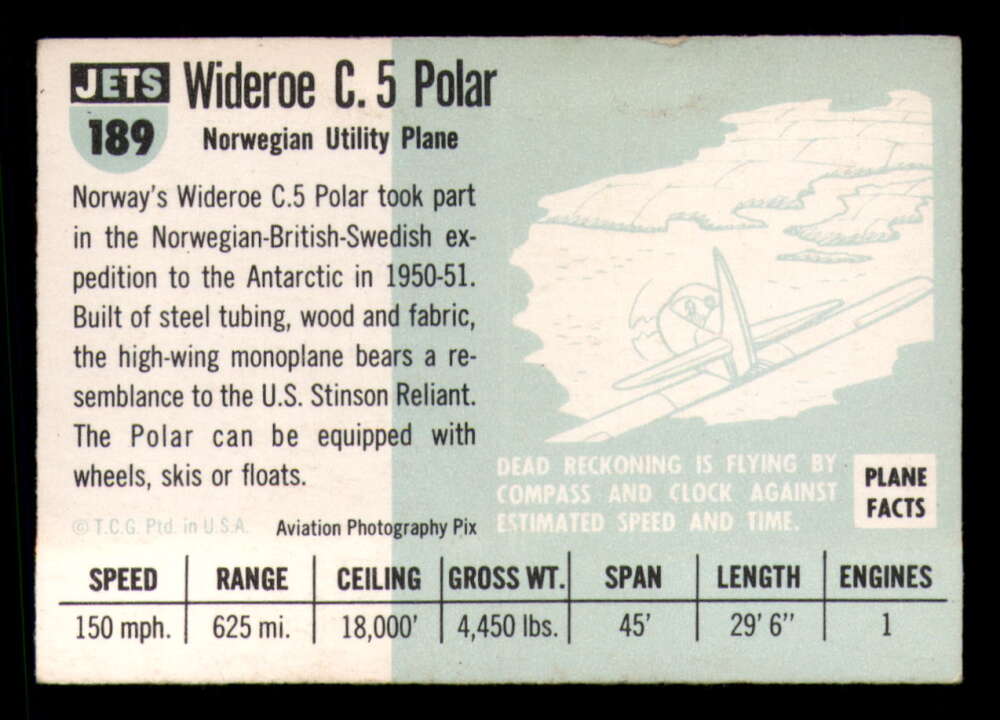 JETS
189
Wideroe C. 5 Polar
Norwegian Utility Plane
Norway's Wideroe C.5 Polar took part
in the Norwegian-British-Swedish ex-
pedition to the Antarctic in 1950-51.
Built of steel tubing, wood and fabric,
the high-wing monoplane bears a re-
semblance to the U.S. Stinson Reliant.
The Polar can be equipped with
wheels, skis or floats.
© T.C.G. Ptd. in U.S.A. Aviation Photography Pix
DEAD RECKONING IS FLYING BY
COMPASS AND CLOCK AGAINST
ESTIMATED SPEED AND TIME.
PLANE
FACTS
SPEED RANGE CEILING GROSS WT. SPAN LENGTH ENGINES
150 mph. 625 mi. 18,000' 4,450 lbs. 45' 29' 6" 1